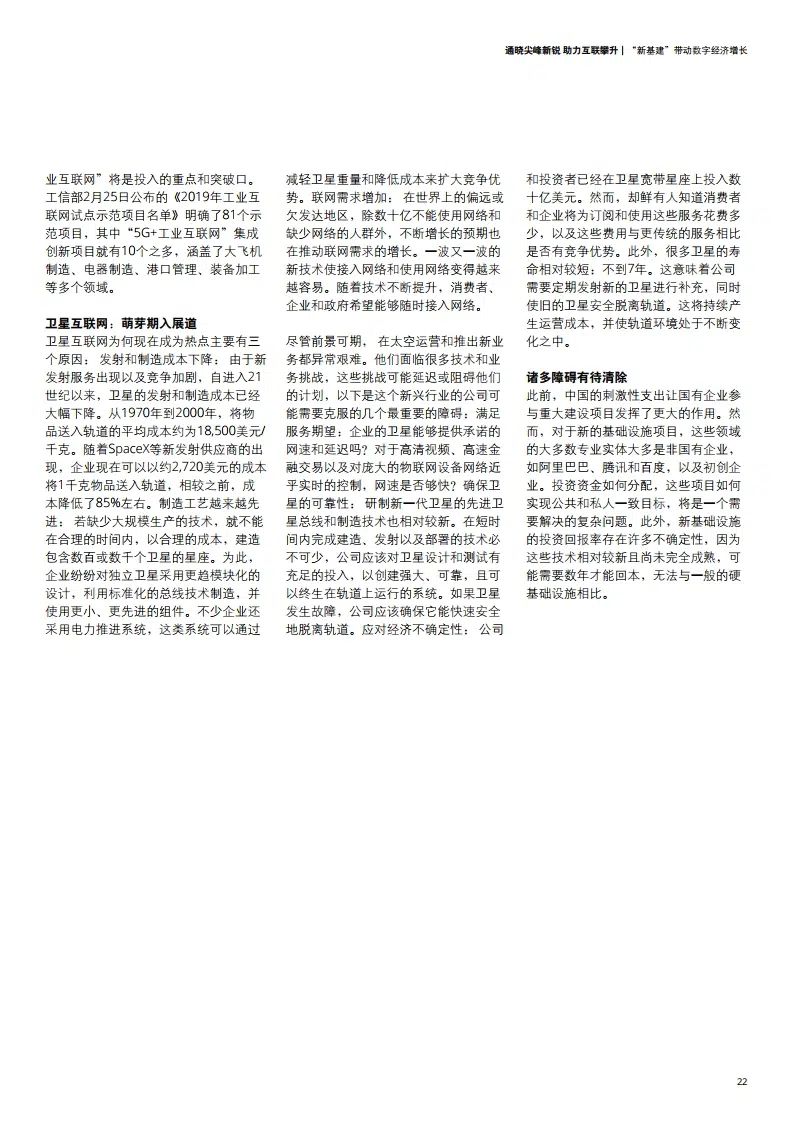 通晓尖峰新锐 助力互联攀升 | “新基建”带动数字经济增长
业互联网”将是投入的重点和突破口。
工信部2月25日公布的《2019年工业互
联网试点示范项目名单》明确了81个示
范项目，其中“5G+工业互联网”集成
创新项目就有10个之多，涵盖了大飞机
制造、电器制造、港口管理、装备加工
等多个领域。
卫星互联网：萌芽期入展道
卫星互联网为何现在成为热点主要有三
个原因； 发射和制造成本下降； 由于新
发射服务出现以及竞争加剧，自进入21
世纪以来，卫星的发射和制造成本已经
大幅下降。从1970年到2000年，将物
品送入轨道的平均成本约为18,500美元/
千克。随着SpaceX等新发射供应商的出
现，企业现在可以以约2,720美元的成本
将1千克物品送入轨道，相较之前，成
本降低了85%左右。制造工艺越来越先
进； 若缺少大规模生产的技术，就不能
在合理的时间内，以合理的成本，建造
包含数百或数千个卫星的星座。为此，
企业纷纷对独立卫星采用更趋模块化的
设计，利用标准化的总线技术制造，并
使用更小、更先进的组件。不少企业还
采用电力推进系统，这类系统可以通过
减轻卫星重量和降低成本来扩大竞争优
势。联网需求增加； 在世界上的偏远或
欠发达地区，除数十亿不能使用网络和
缺少网络的人群外，不断增长的预期也
在推动联网需求的增长。一波又一波的
新技术使接入网络和使用网络变得越来
越容易。随着技术不断提升，消费者、
企业和政府希望能够随时接入网络。
尽管前景可期， 在太空运营和推出新业
务都异常艰难。他们面临很多技术和业
务挑战，这些挑战可能延迟或阻碍他们
的计划，以下是这个新兴行业的公司可
能需要克服的几个最重要的障碍：满足
服务期望；企业的卫星能够提供承诺的
网速和延迟吗？对于高清视频、高速金
融交易以及对庞大的物联网设备网络近
乎实时的控制，网速是否够快？确保卫
星的可靠性； 研制新一代卫星的先进卫
星总线和制造技术也相对较新。在短时
间内完成建造、发射以及部署的技术必
不可少，公司应该对卫星设计和测试有
充足的投入，以创建强大、可靠，且可
以终生在轨道上运行的系统。如果卫星
发生故障，公司应该确保它能快速安全
地脱离轨道。应对经济不确定性； 公司
和投资者已经在卫星宽带星座上投入数
十亿美元。然而，却鲜有人知道消费者
和企业将为订阅和使用这些服务花费多
少，以及这些费用与更传统的服务相比
是否有竞争优势。此外，很多卫星的寿
命相对较短；不到7年。这意味着公司
需要定期发射新的卫星进行补充，同时
使旧的卫星安全脱离轨道。这将持续产
生运营成本，并使轨道环境处于不断变
化之中。
诸多障碍有待清除
此前，中国的刺激性支出让国有企业参
与重大建设项目发挥了更大的作用。然
而，对于新的基础设施项目，这些领域
的大多数专业实体大多是非国有企业，
如阿里巴巴、腾讯和百度，以及初创企
业。投资资金如何分配，这些项目如何
实现公共和私人一致目标，将是一个需
要解决的复杂问题。此外，新基础设施
的投资回报率存在许多不确定性，因为
这些技术相对较新且尚未完全成熟，可
能需要数年才能回本，无法与一般的硬
基础设施相比。
22